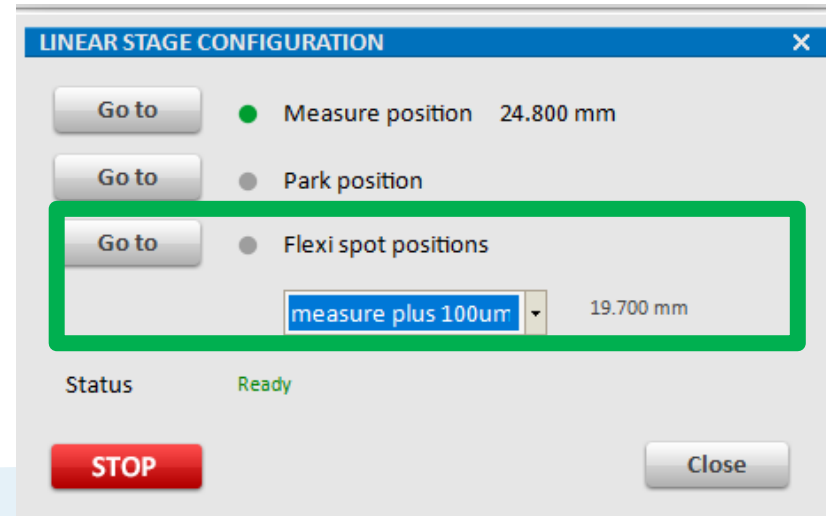 LINEAR STAGE CONFIGURATION
Go to Measure position 24.800 mm
Go to Park position
Go to Flexi spot positions
measure plus 100um 19.700 mm
Status Ready
STOP Close